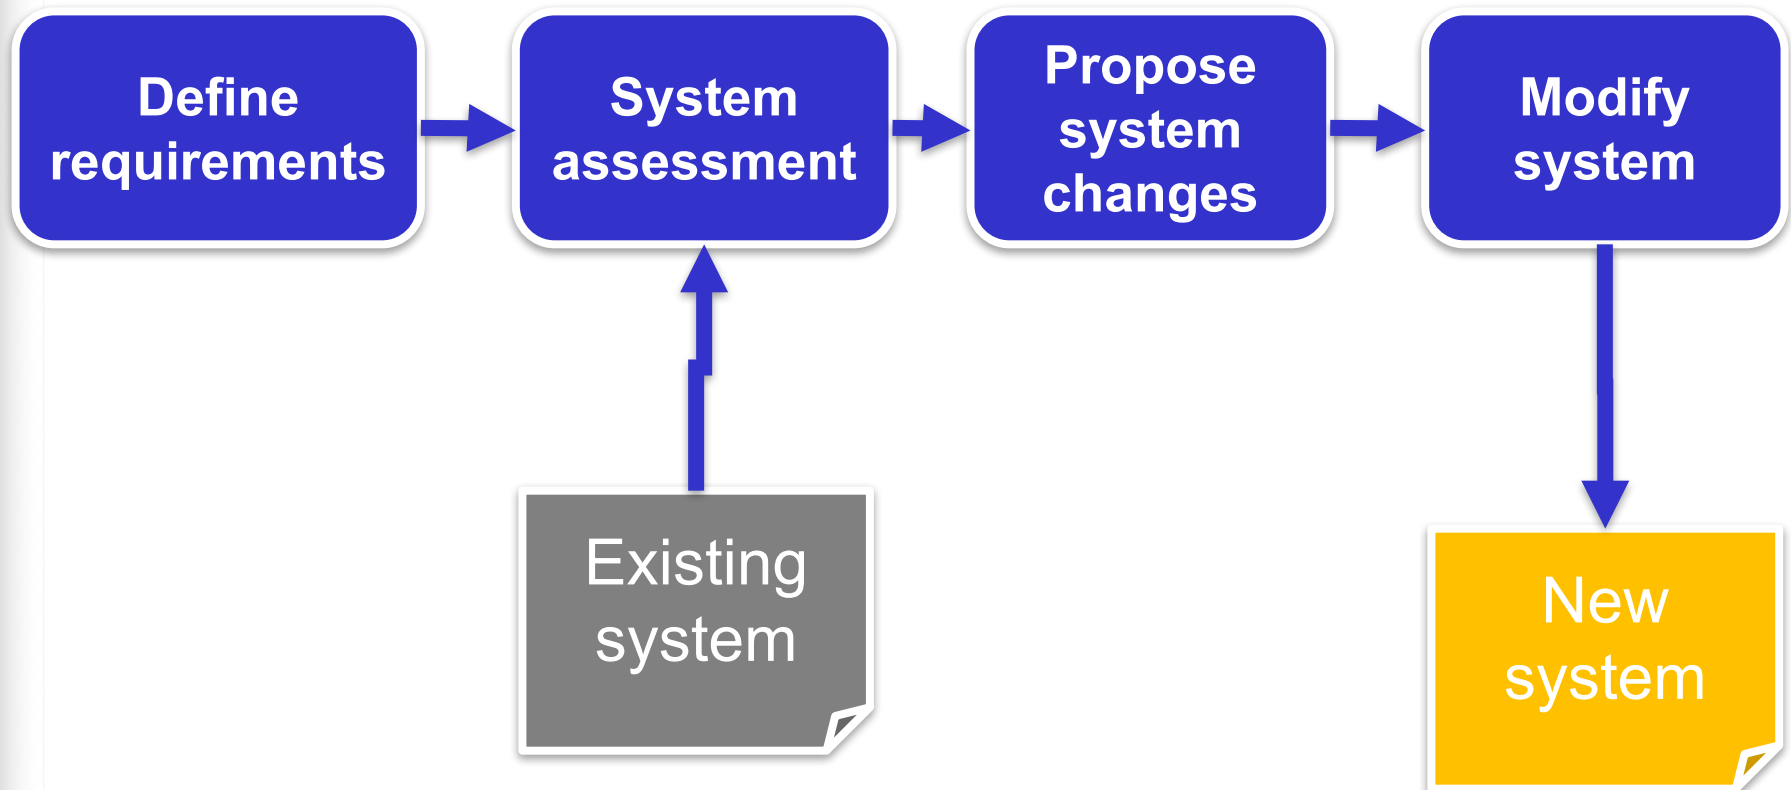 Define
requirements
System
assessment
Propose
system
changes
Modify
system
Existing
system
New
system